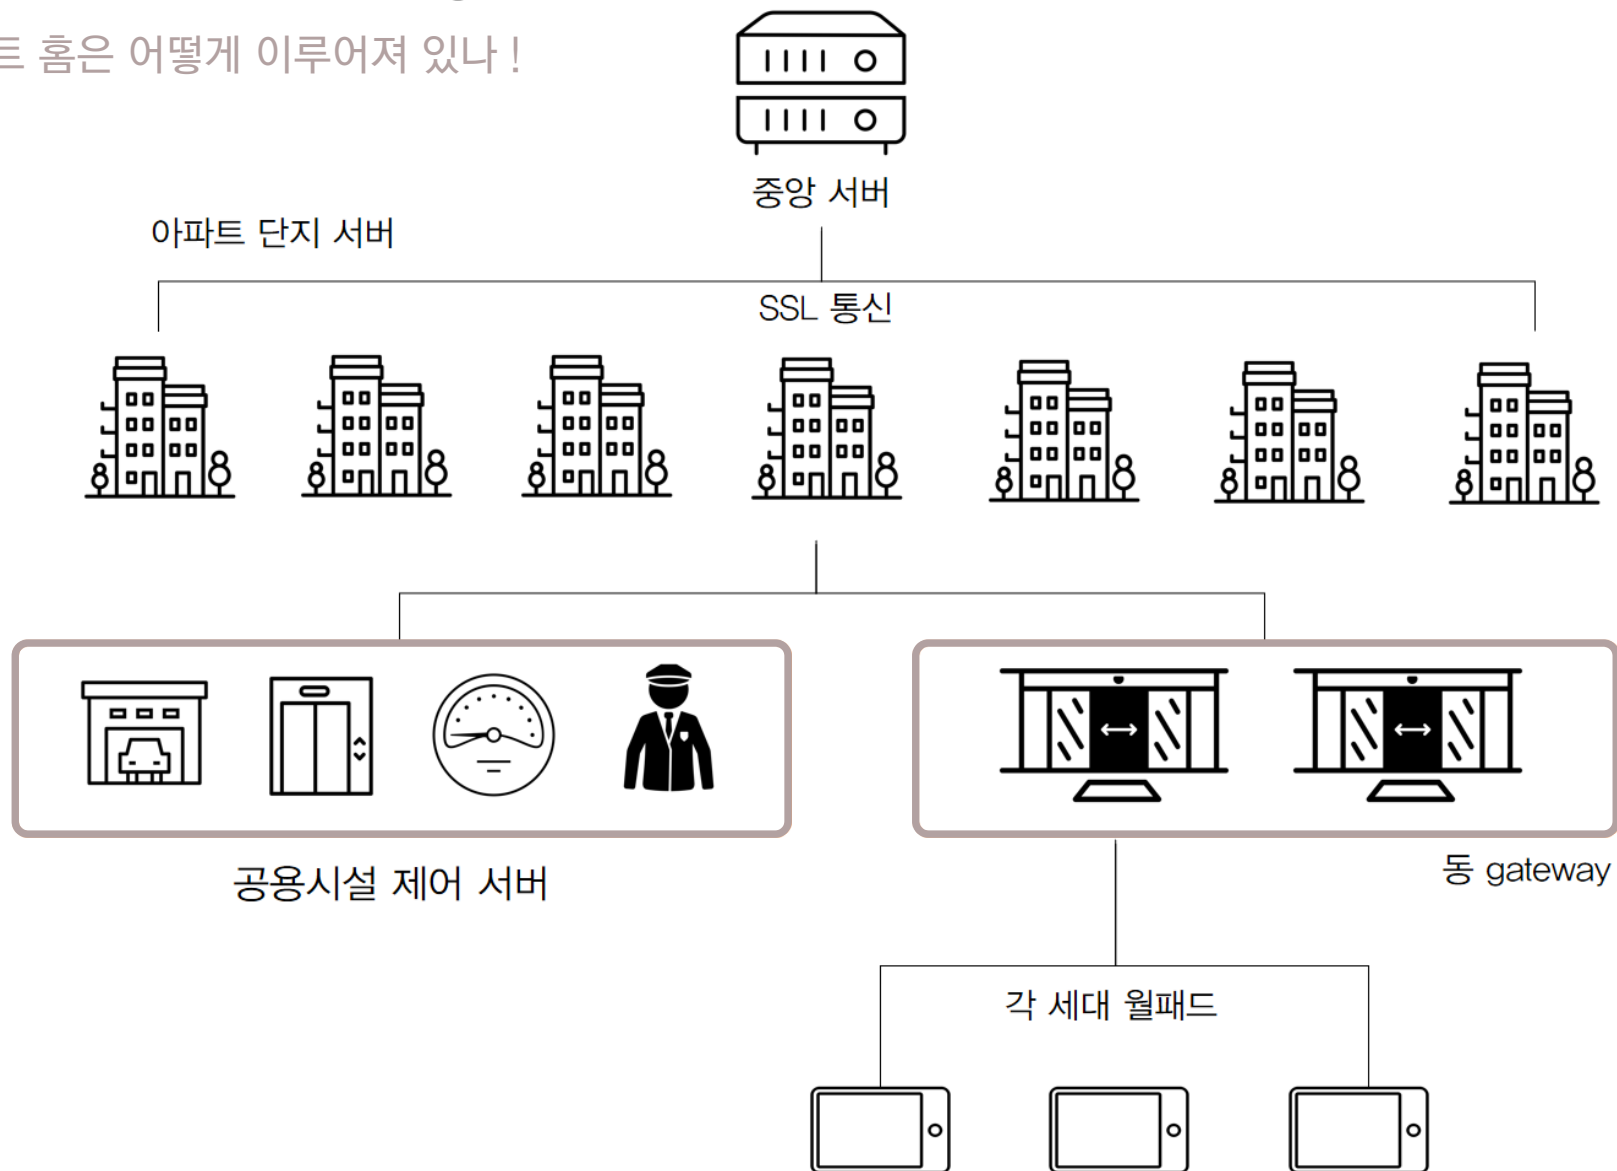 홈은 어떻게 이루어져 있나 !
중앙 서버
아파트 단지 서버
SSL 통신
공용시설 제어 서버
동 gateway
각 세대 월패드